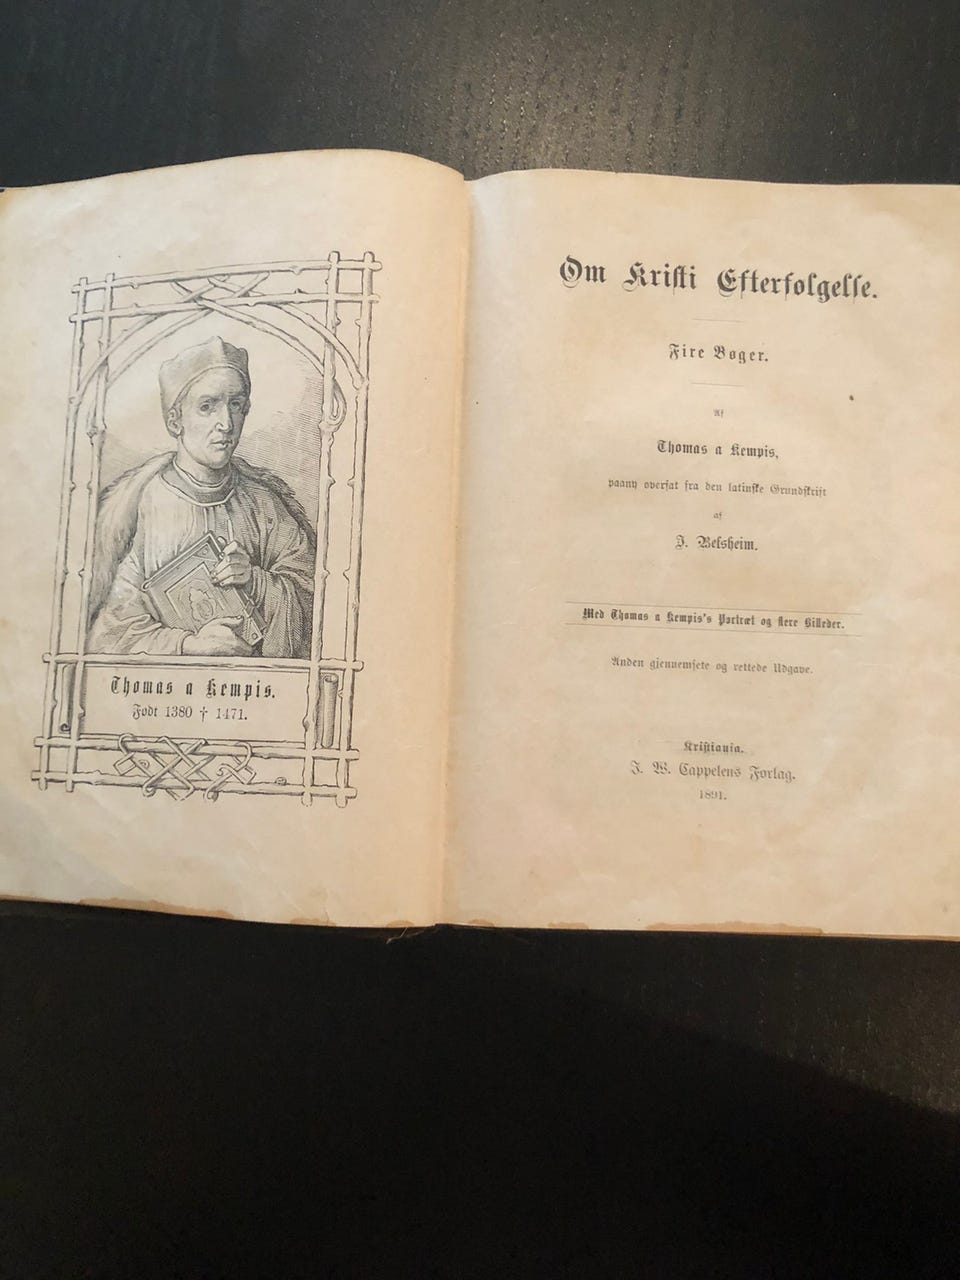 Thomas a Kempis.
Født 1380 † 1471.
Om Kristi Efterfølgelse.
Fire Bøger.
Af
Thomas a Kempis,
paany oversat fra den latinske Grundskrift
af
J. Belsheim.
Med Thomas a Kempis's Portræt og flere Billeder.
Anden gjennemsete og rettede Udgave.
Kristiania.
J. W. Cappelens Forlag.
1891.